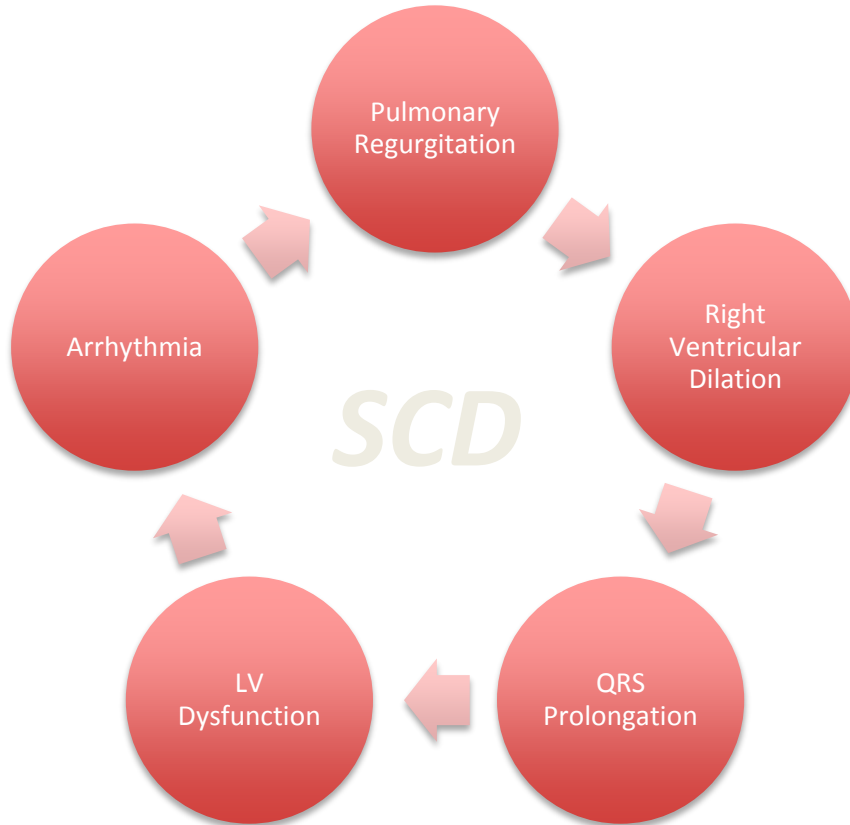 Pulmonary
Regurgitation
Right
Ventricular
Dilation
QRS
Prolongation
LV
Dysfunction
Arrhythmia
SCD